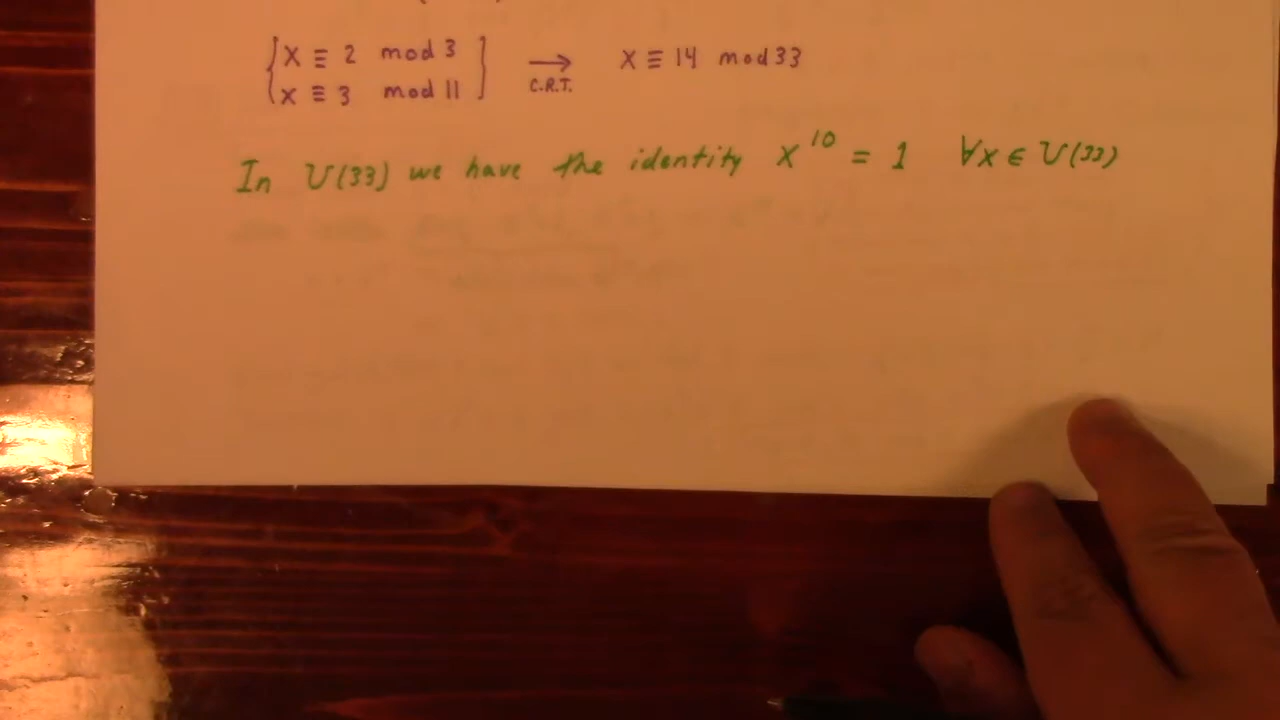 x ≡ 2 mod 3 → x ≡ 14 mod 33
x ≡ 3 mod 11 C.R.T.
In U(33) we have the identity x^10 = 1 ∀x ∈ U(33)